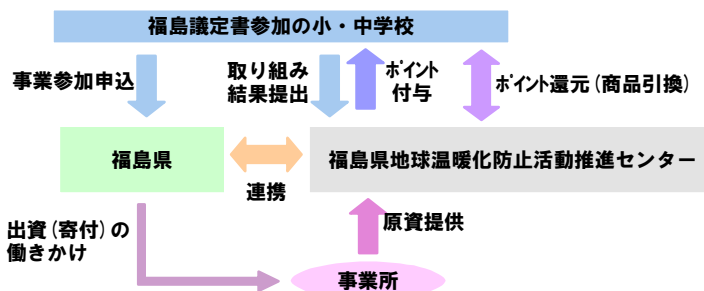 福島議定書参加の小・中学校
事業参加申込
取り組み
結果提出
ポイント
付与
ポイント還元(商品引換)
福島県
連携
福島県地球温暖化防止活動推進センター
出資(寄付)の
働きかけ
原資提供
事業所